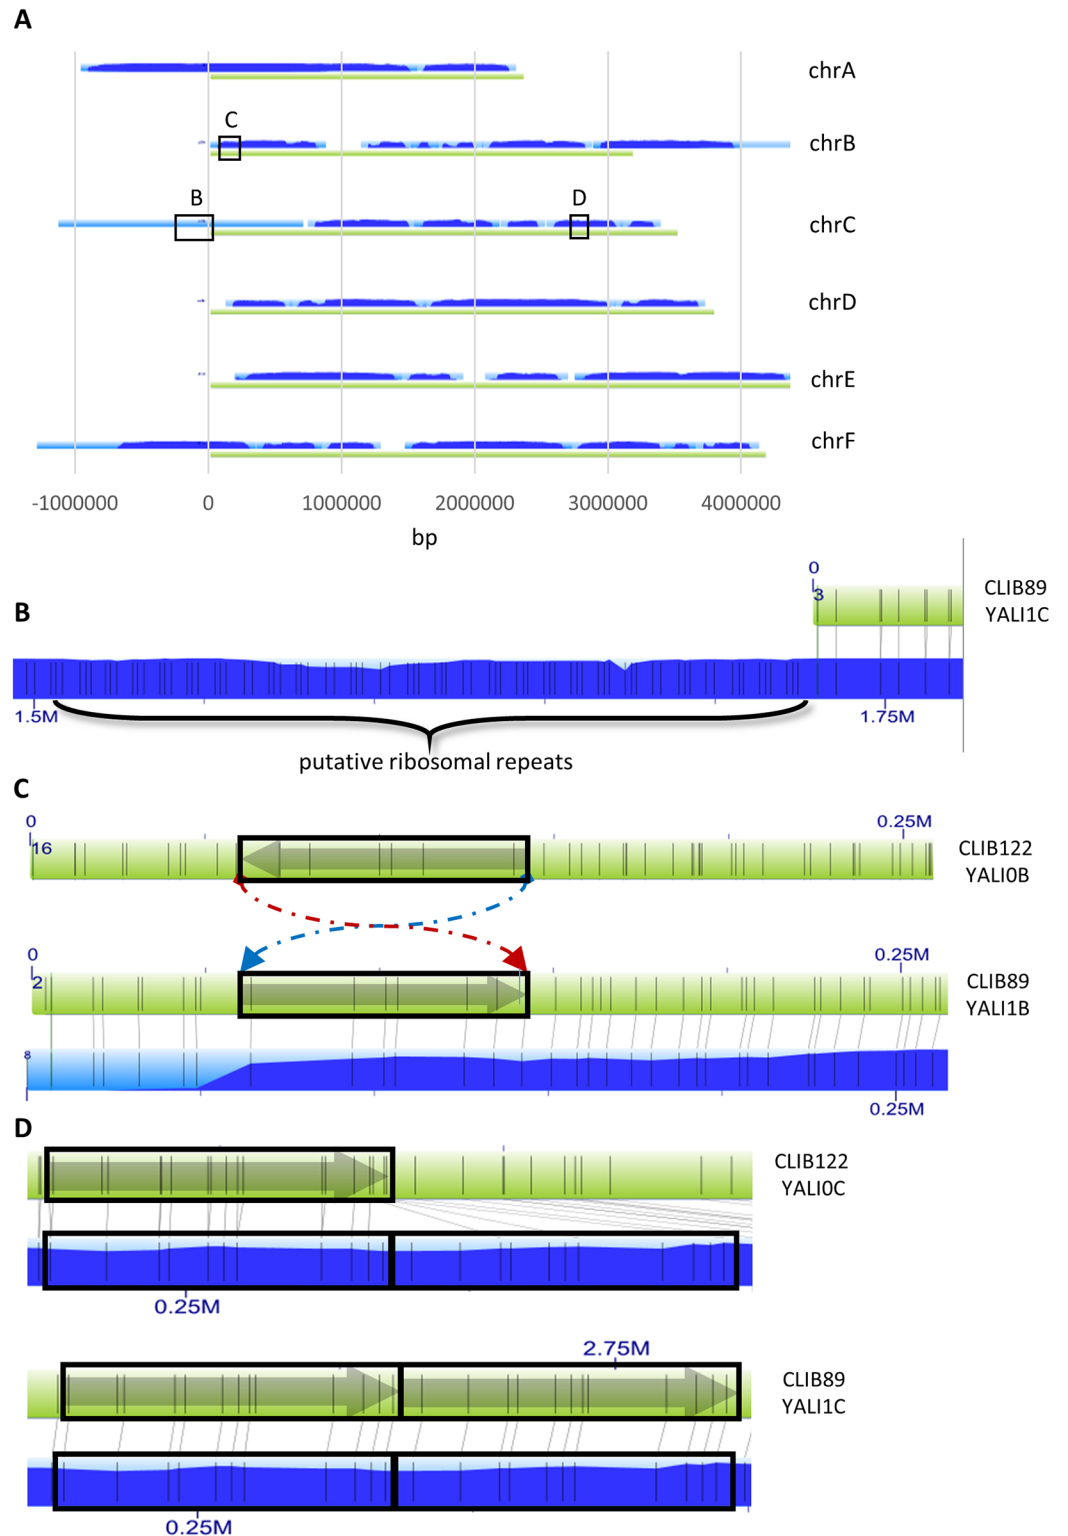 A
chrA
C
chrB
B
D
chrC
chrD
chrE
chrF
-1000000 0 1000000 2000000 3000000 4000000
bp
B
0
3
CLIB89
YALI1C
1.5M
1.75M
putative ribosomal repeats
C
0
0.25M
16
CLIB122
YALI0B
0
0.25M
2
CLIB89
YALI1B
8
0.25M
D
CLIB122
YALI0C
0.25M
2.75M
CLIB89
YALI1C
0.25M